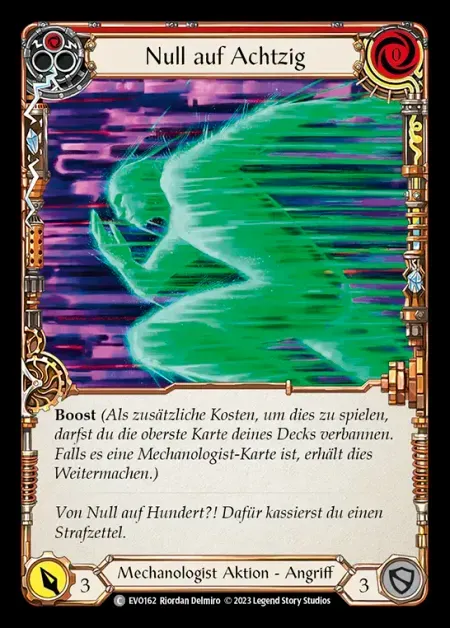 Null auf Achtzig
0
Boost (Als zusätzliche Kosten, um dies zu spielen,
darfst du die oberste Karte deines Decks verbannen.
Falls es eine Mechanologist-Karte ist, erhält dies
Weitermachen.)
Von Null auf Hundert?! Dafür kassierst du einen
Strafzettel.
3
Mechanologist Aktion - Angriff
3
C EVO162 Riordan Delmiro © 2023 Legend Story Studios